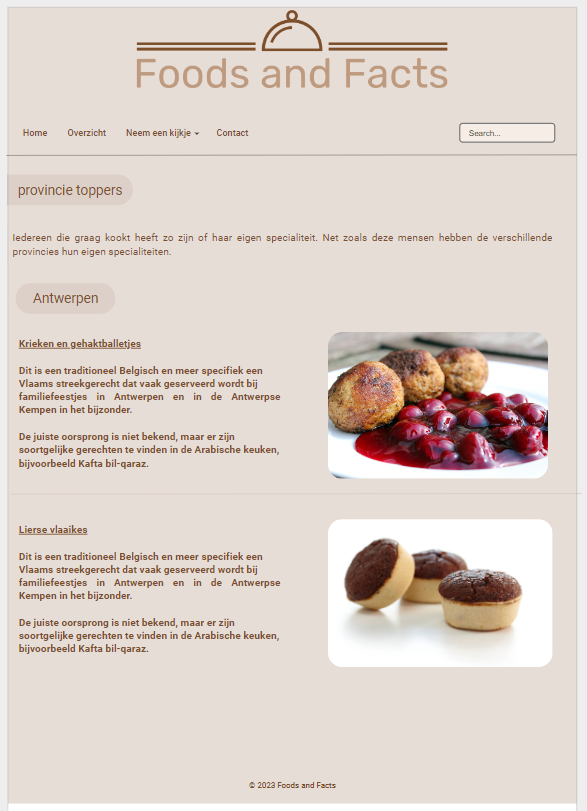 Foods and Facts
Home Overzicht Neem een kijkje Contact Search...
provincie toppers
Iedereen die graag kookt heeft zo zijn of haar eigen specialiteit. Net zoals deze mensen hebben de verschillende
provincies hun eigen specialiteiten.
Antwerpen
Krieken en gehaktballetjes
Dit is een traditioneel Belgisch en meer specifiek een
Vlaams streekgerecht dat vaak geserveerd wordt bij
familiefeestjes in Antwerpen en in de Antwerpse
Kempen in het bijzonder.
De juiste oorsprong is niet bekend, maar er zijn
soortgelijke gerechten te vinden in de Arabische keuken,
bijvoorbeeld Kafta bil-qaraz.
Lierse vlaaikes
Dit is een traditioneel Belgisch en meer specifiek een
Vlaams streekgerecht dat vaak geserveerd wordt bij
familiefeestjes in Antwerpen en in de Antwerpse
Kempen in het bijzonder.
De juiste oorsprong is niet bekend, maar er zijn
soortgelijke gerechten te vinden in de Arabische keuken,
bijvoorbeeld Kafta bil-qaraz.
© 2023 Foods and Facts